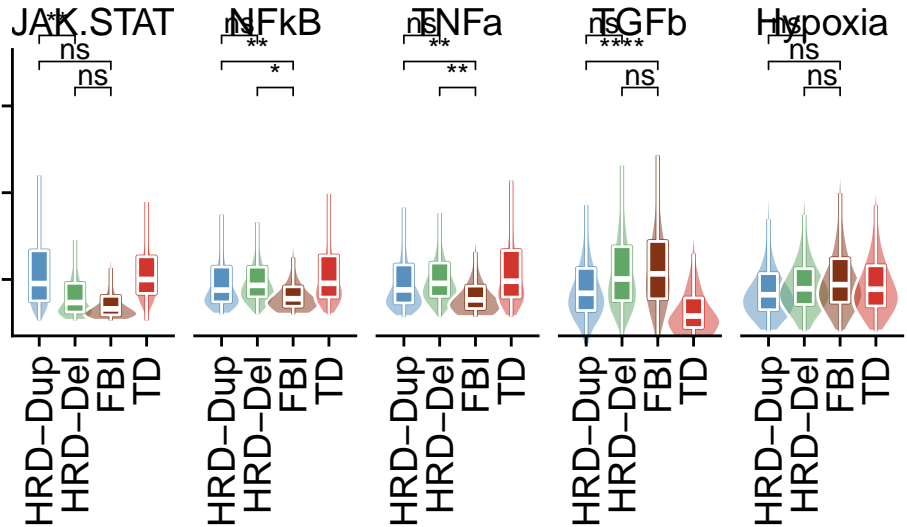 JAK.STAT NFkB TNFa TGFb Hypoxia
** ns ns ns ns
ns ** ** **** ns
ns * ** ns ns
HRD−Dup HRD−Del FBI TD HRD−Dup HRD−Del FBI TD HRD−Dup HRD−Del FBI TD HRD−Dup HRD−Del FBI TD HRD−Dup HRD−Del FBI TD